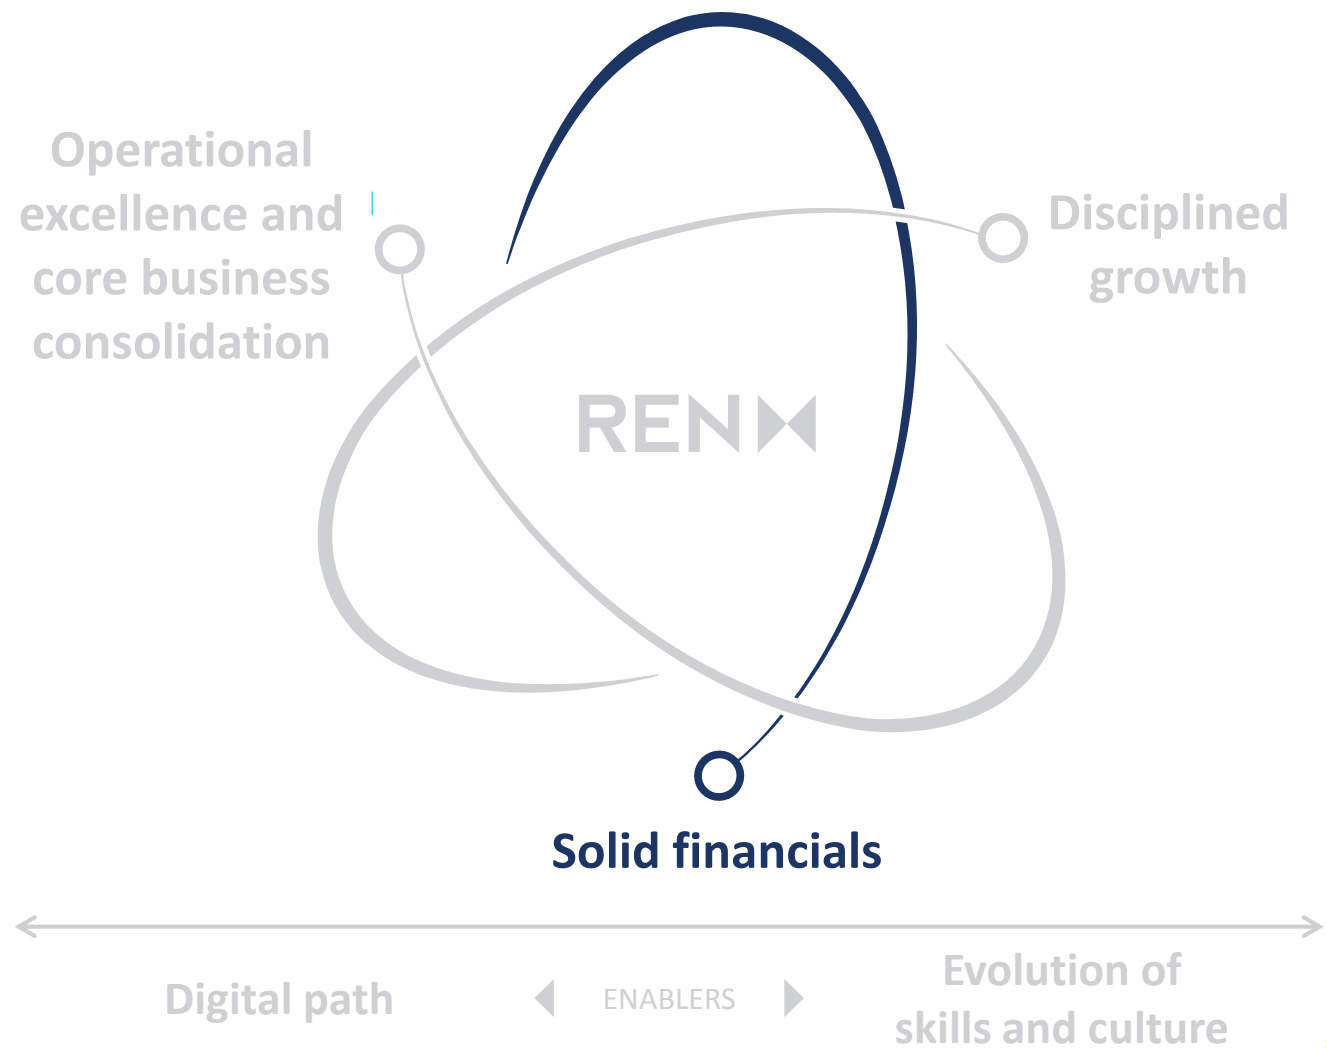 Operational
excellence and
core business
consolidation
Disciplined
growth
REN
Solid financials
Digital path
ENABLERS
Evolution of
skills and culture